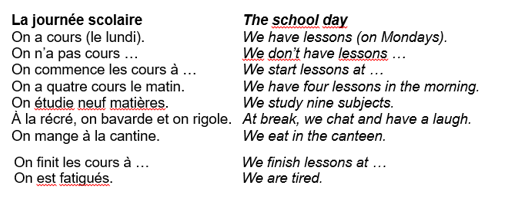 La journée scolaire The school day
On a cours (le lundi). We have lessons (on Mondays).
On n'a pas cours … We don't have lessons …
On commence les cours à … We start lessons at …
On a quatre cours le matin. We have four lessons in the morning.
On étudie neuf matières. We study nine subjects.
À la récré, on bavarde et on rigole. At break, we chat and have a laugh.
On mange à la cantine. We eat in the canteen.
On finit les cours à … We finish lessons at …
On est fatigués. We are tired.